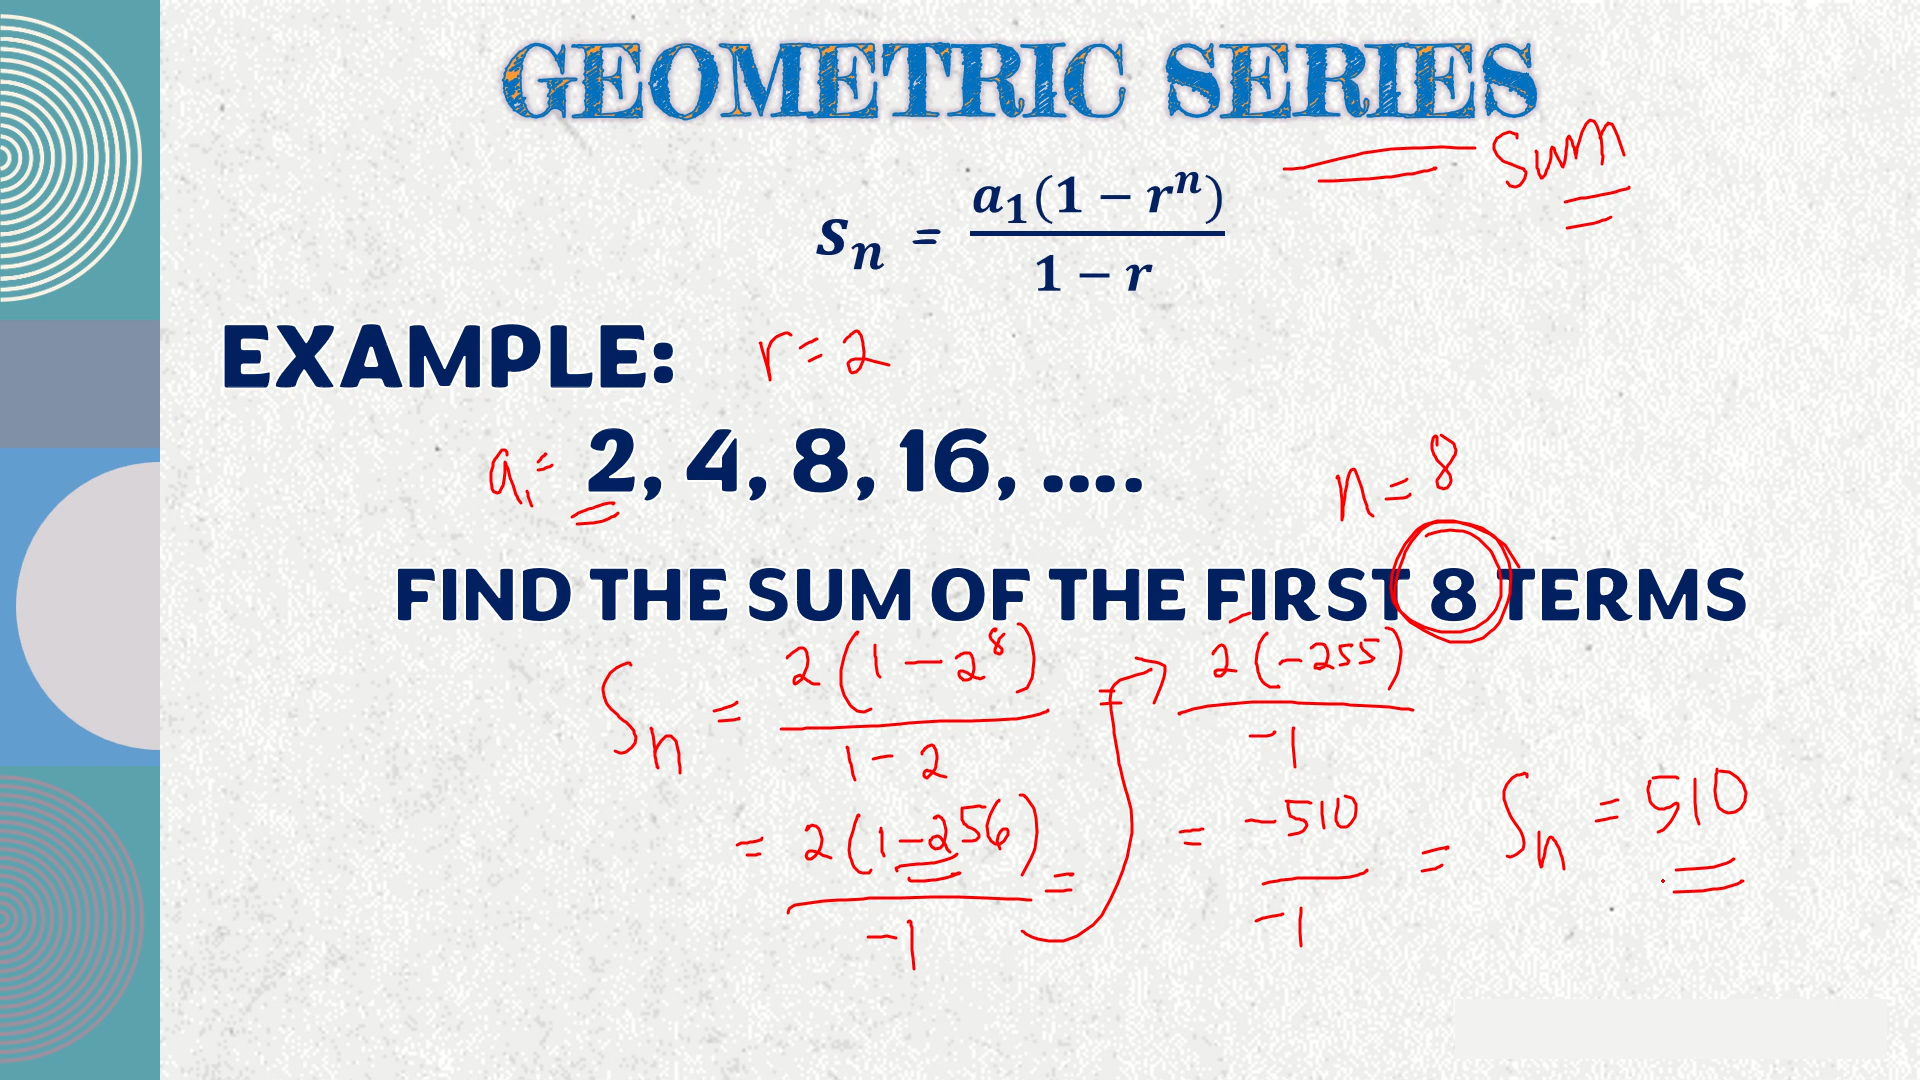 GEOMETRIC SERIES
Sum
sₙ = a₁(1 − rⁿ) / (1 − r)
EXAMPLE: r = 2
a₁ = 2, 4, 8, 16, ....
n = 8
FIND THE SUM OF THE FIRST 8 TERMS
Sₙ = 2(1 − 2⁸) / (1 − 2) = 2(−255) / −1
= 2(1 − 256) / −1 =
= −510 / −1 = Sₙ = 510